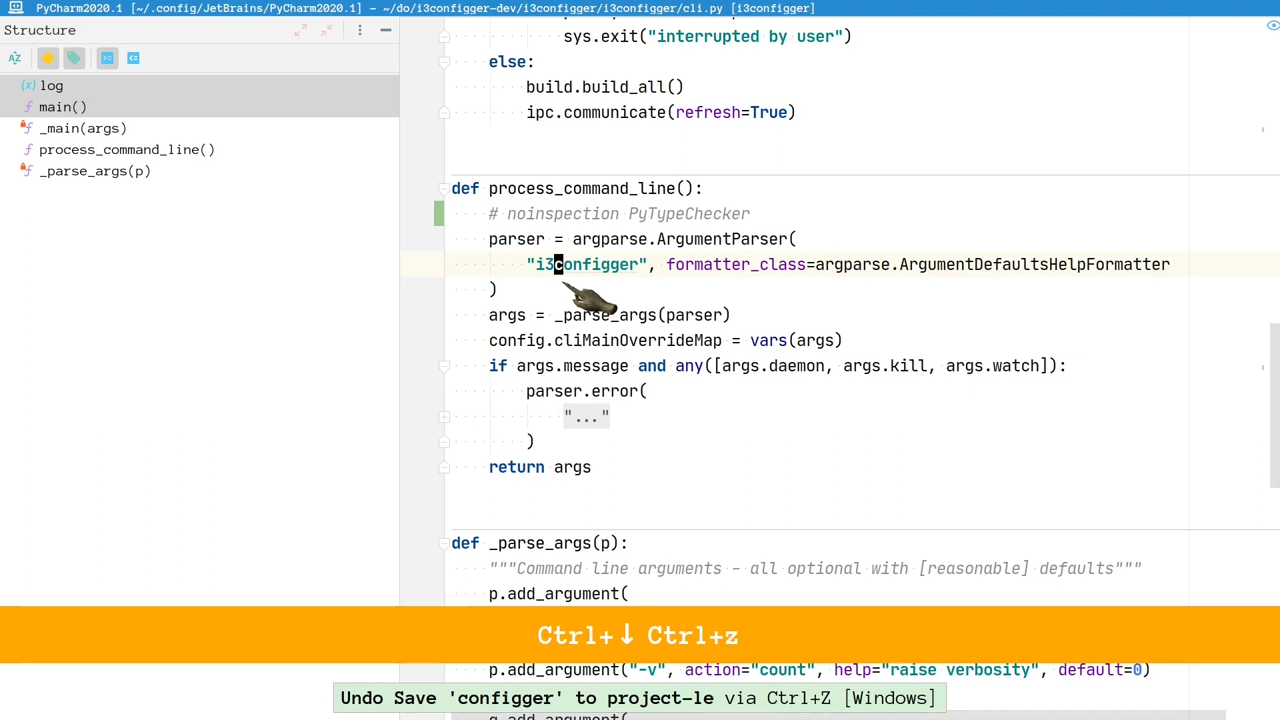 PyCharm2020.1 [~/.config/JetBrains/PyCharm2020.1] – ~/do/i3configger-dev/i3configger/i3configger/cli.py [i3configger]
Structure
log
main()
_main(args)
process_command_line()
_parse_args(p)
sys.exit("interrupted by user")
else:
build.build_all()
ipc.communicate(refresh=True)
def process_command_line():
# noinspection PyTypeChecker
parser = argparse.ArgumentParser(
"i3configger", formatter_class=argparse.ArgumentDefaultsHelpFormatter
)
args = _parse_args(parser)
config.cliMainOverrideMap = vars(args)
if args.message and any([args.daemon, args.kill, args.watch]):
parser.error(
"..."
)
return args
def _parse_args(p):
"""Command line arguments - all optional with [reasonable] defaults"""
p.add_argument(
Ctrl+↓ Ctrl+z
p.add_argument("-v", action="count", help="raise verbosity", default=0)
Undo Save 'configger' to project-le via Ctrl+Z [Windows]